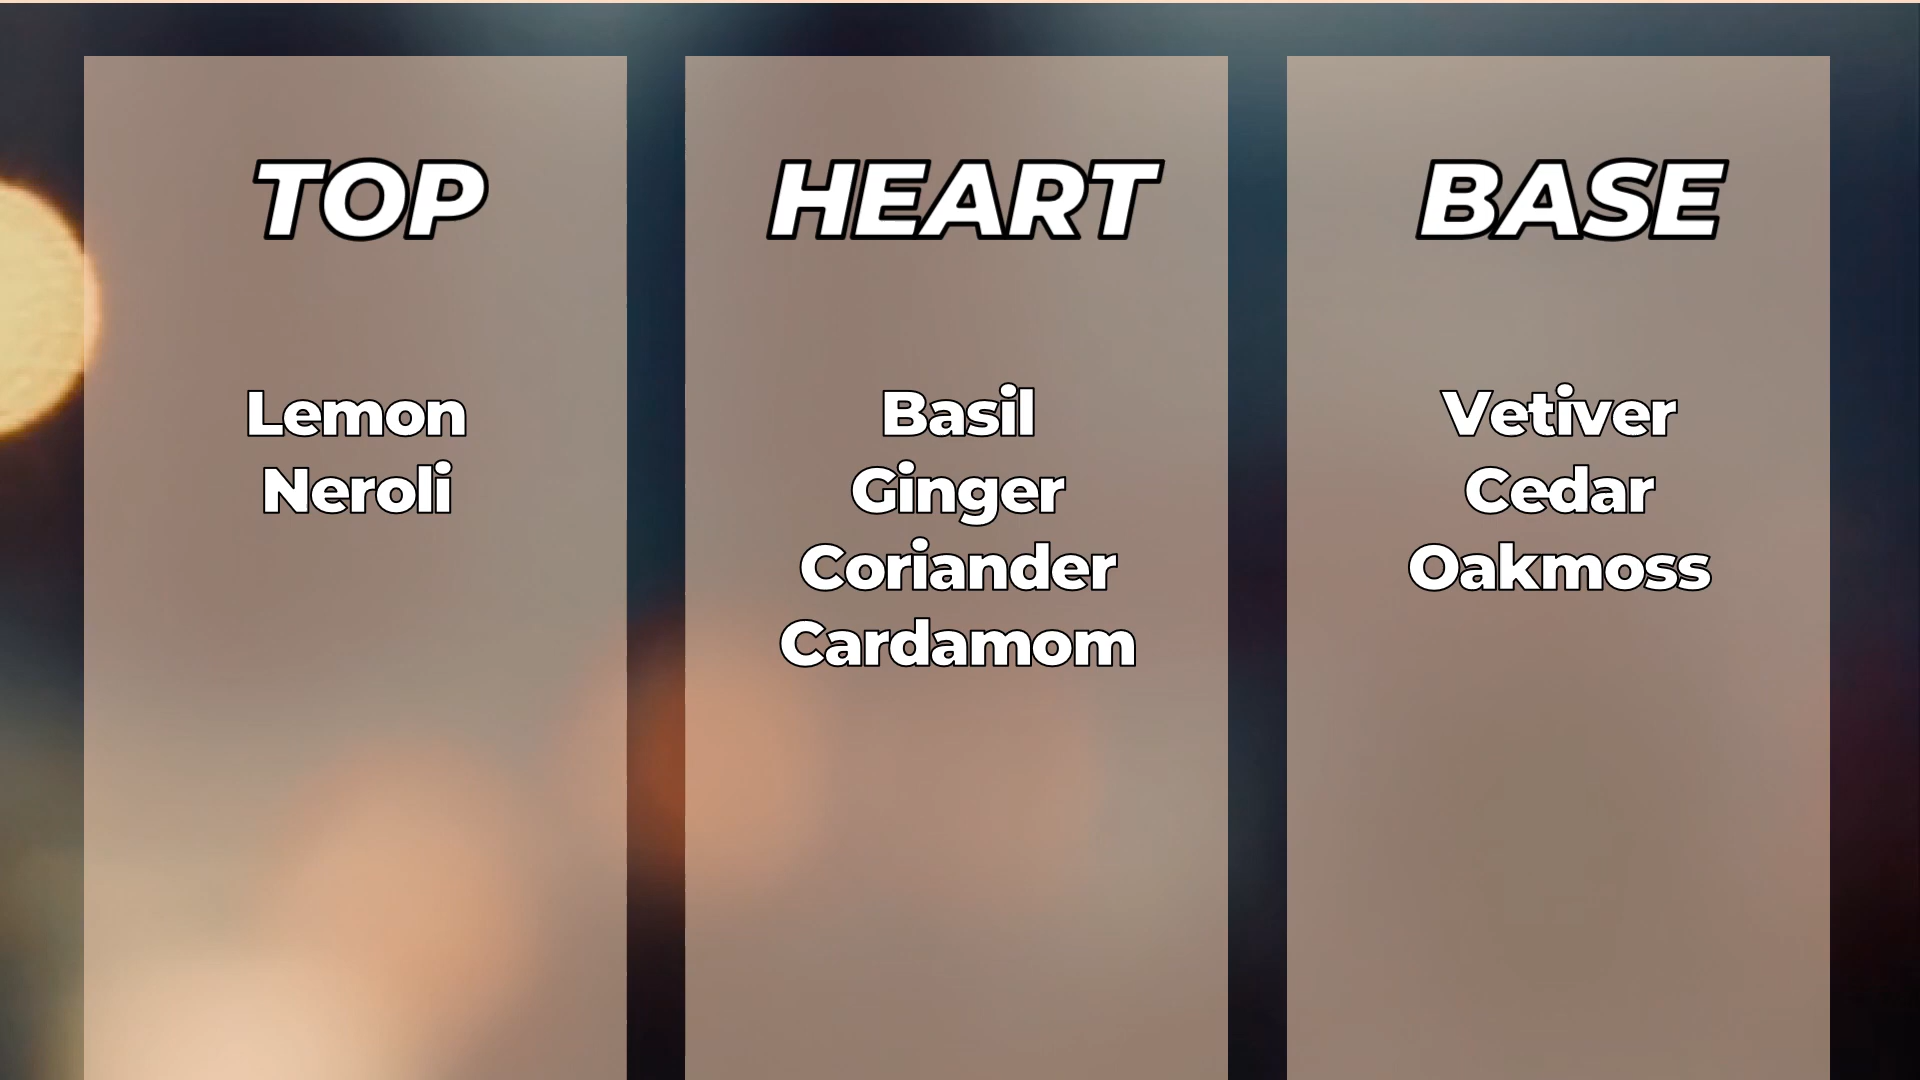 TOP
Lemon
Neroli
HEART
Basil
Ginger
Coriander
Cardamom
BASE
Vetiver
Cedar
Oakmoss